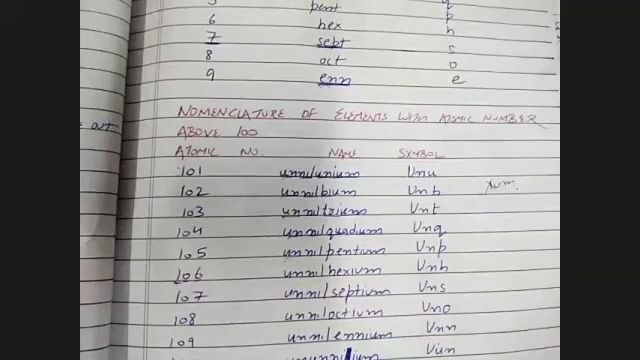 pent
6 hex h
7 sept s
8 oct o
9 enn e
NOMENCLATURE OF ELEMENTS WITH ATOMIC NUMBER
ABOVE 100
ATOMIC NO. NAME SYMBOL
101 unnilunium Unu
102 unnilbium Unb
103 unniltrium Unt
104 unnilquadium Unq
105 unnilpentium Unp
106 unnilhexium Unh
107 unnilseptium Uns
108 unniloctium Uno
109 unnilennium Unn
Uun